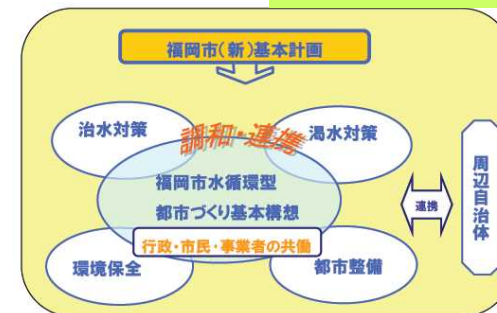 福岡市(新)基本計画
調和・連携
治水対策
渇水対策
福岡市水循環型
都市づくり基本構想
行政・市民・事業者の共働
環境保全
都市整備
連携
周辺自治体